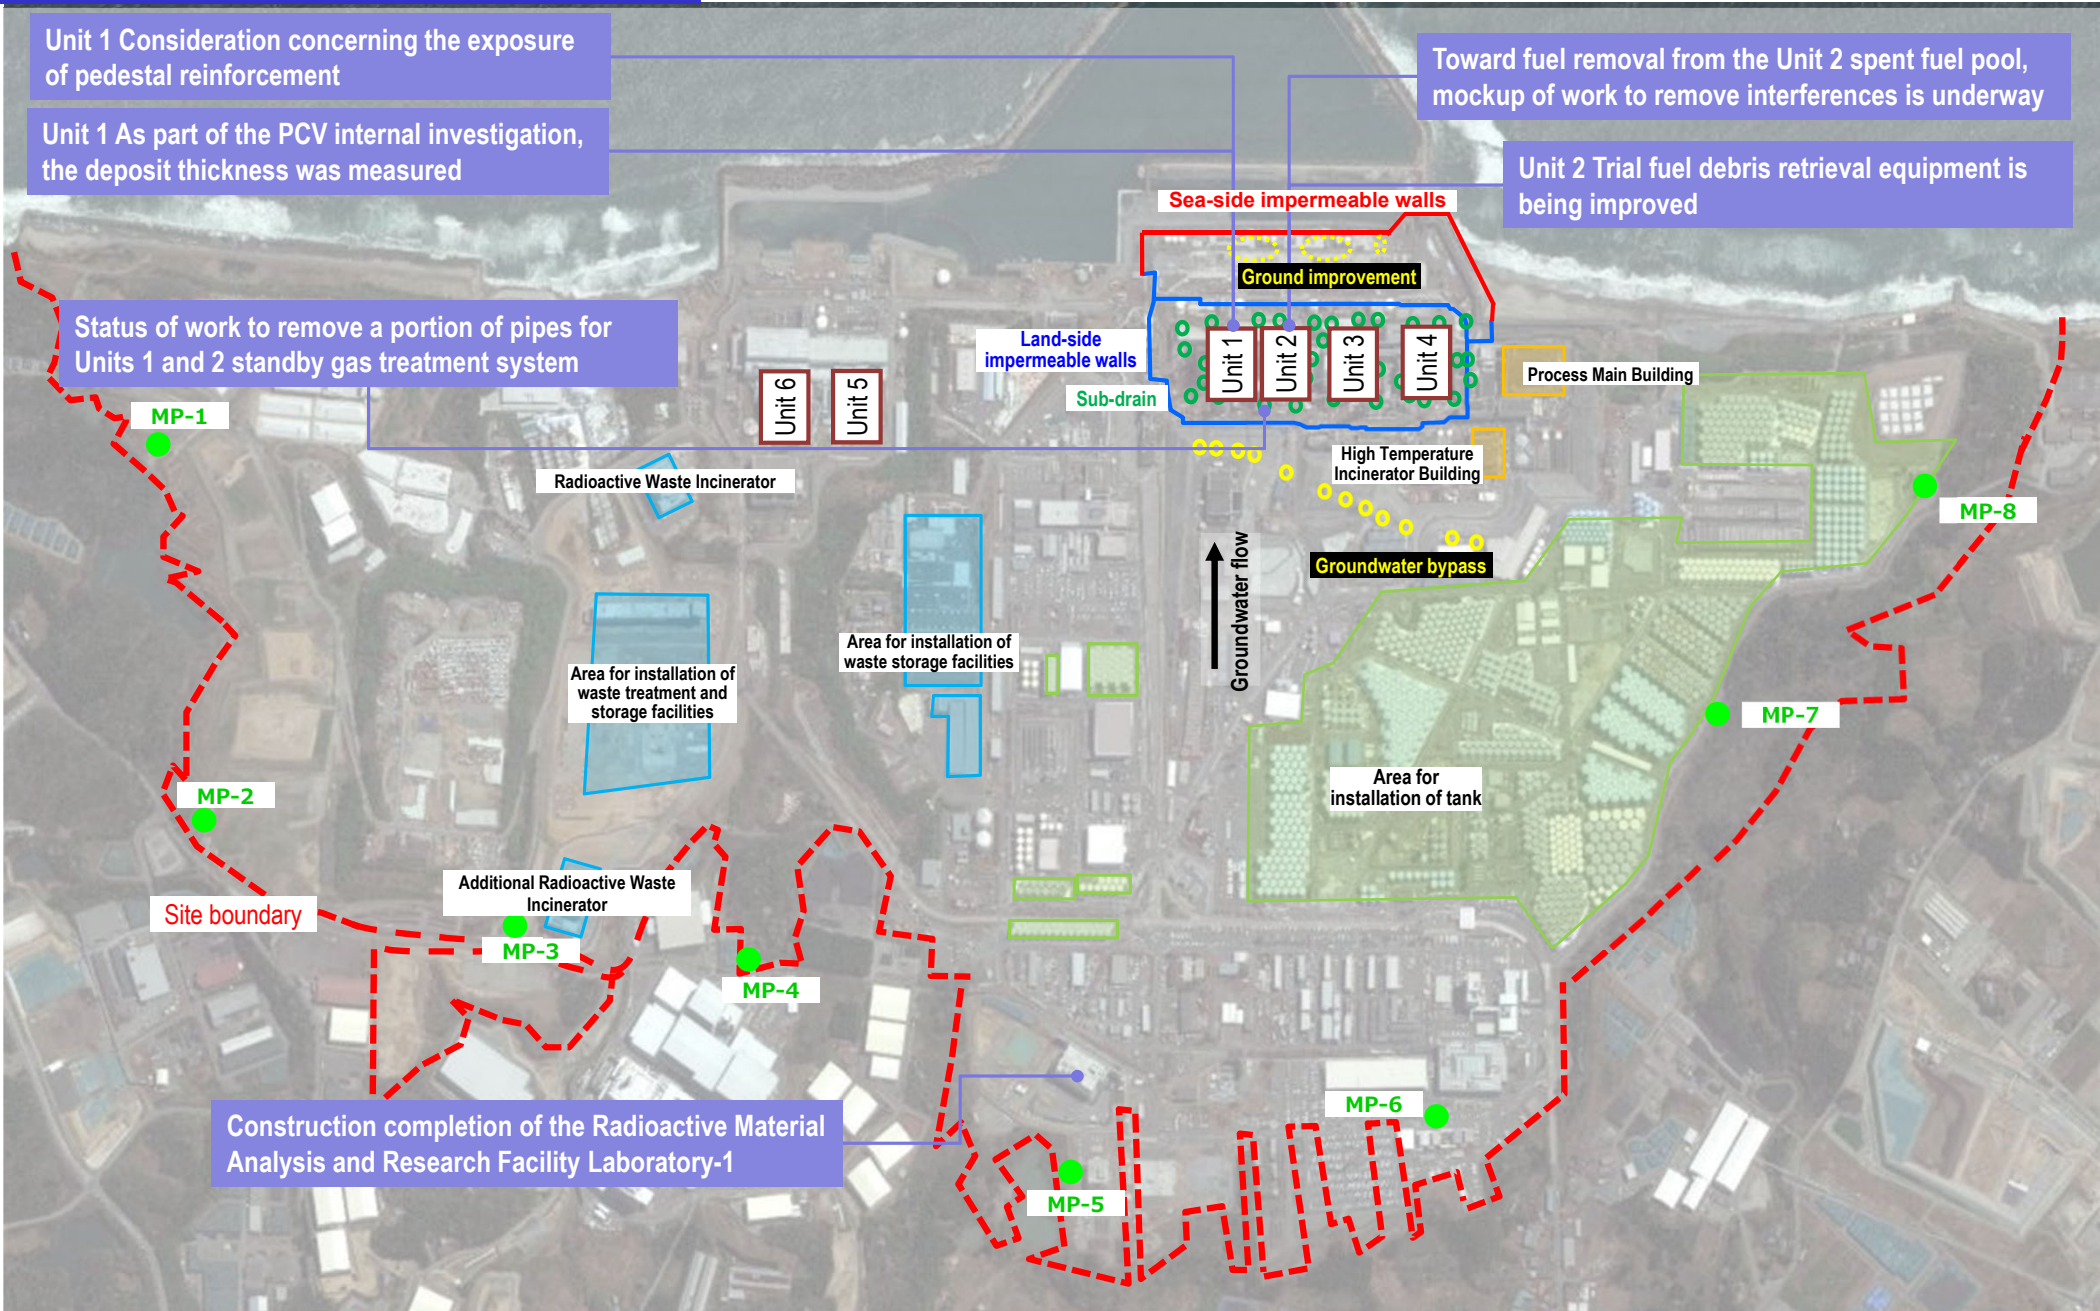 Unit 1 Consideration concerning the exposure
of pedestal reinforcement
Unit 1 As part of the PCV internal investigation,
the deposit thickness was measured
Toward fuel removal from the Unit 2 spent fuel pool,
mockup of work to remove interferences is underway
Unit 2 Trial fuel debris retrieval equipment is
being improved
Sea-side impermeable walls
Ground improvement
Status of work to remove a portion of pipes for
Units 1 and 2 standby gas treatment system
Land-side
impermeable walls
Sub-drain
Unit 6
Unit 5
Unit 1
Unit 2
Unit 3
Unit 4
Process Main Building
MP-1
High Temperature
Incinerator Building
Radioactive Waste Incinerator
MP-8
Groundwater bypass
Groundwater flow
Area for installation of
waste storage facilities
Area for installation of
waste treatment and
storage facilities
MP-7
MP-2
Area for
installation of tank
Additional Radioactive Waste
Incinerator
Site boundary
MP-3
MP-4
MP-6
Construction completion of the Radioactive Material
Analysis and Research Facility Laboratory-1
MP-5